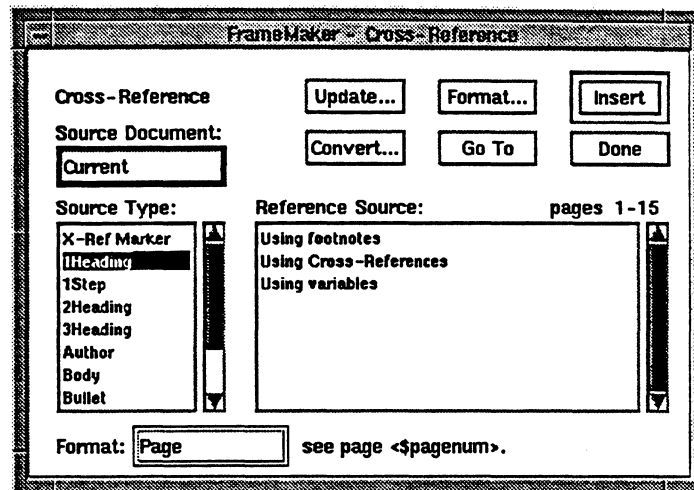 FrameMaker - Cross-Reference
Cross-Reference
Update...
Format...
Insert
Source Document:
Current
Convert...
Go To
Done
Source Type:
Reference Source:
pages 1-15
X-Ref Marker
1Heading
1Step
2Heading
3Heading
Author
Body
Bullet
Using footnotes
Using Cross-References
Using variables
Format:
Page
see page <$pagenum>.